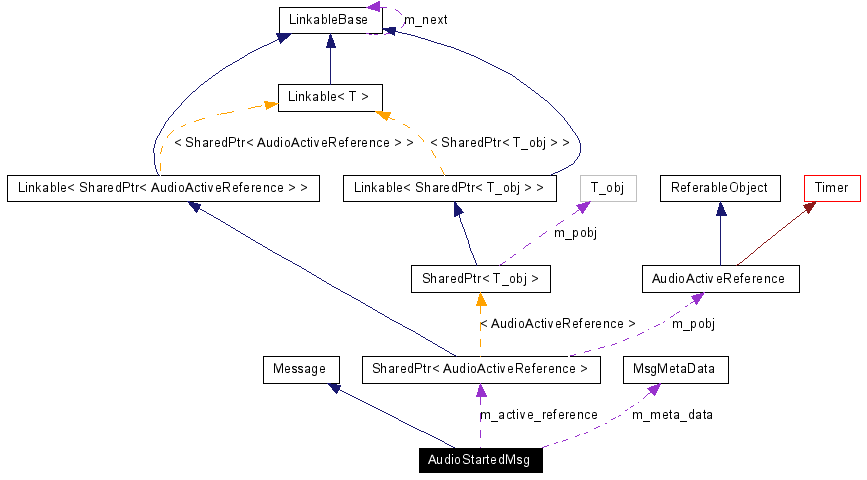 LinkableBase
m_next
Linkable< T >
< SharedPtr< AudioActiveReference > >
< SharedPtr< T_obj > >
Linkable< SharedPtr< AudioActiveReference > >
Linkable< SharedPtr< T_obj > >
T_obj
ReferableObject
Timer
m_pobj
SharedPtr< T_obj >
AudioActiveReference
< AudioActiveReference >
m_pobj
Message
SharedPtr< AudioActiveReference >
MsgMetaData
m_active_reference
m_meta_data
AudioStartedMsg